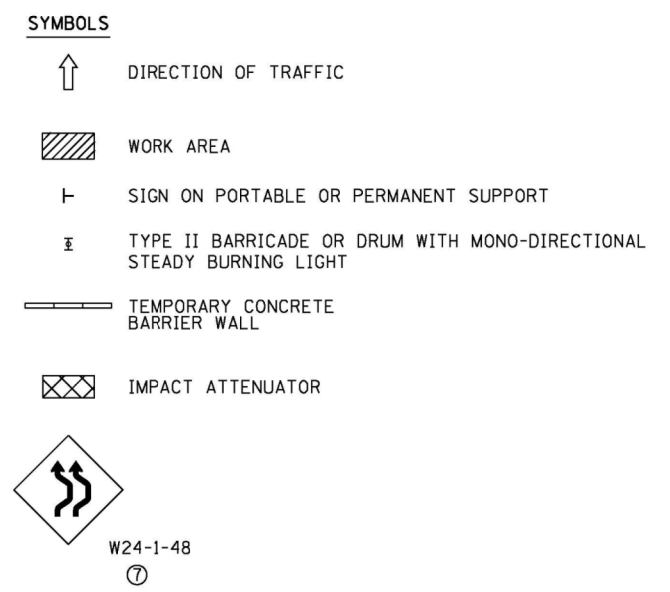 SYMBOLS
DIRECTION OF TRAFFIC
WORK AREA
SIGN ON PORTABLE OR PERMANENT SUPPORT
TYPE II BARRICADE OR DRUM WITH MONO-DIRECTIONAL
STEADY BURNING LIGHT
TEMPORARY CONCRETE
BARRIER WALL
IMPACT ATTENUATOR
W24-1-48
7